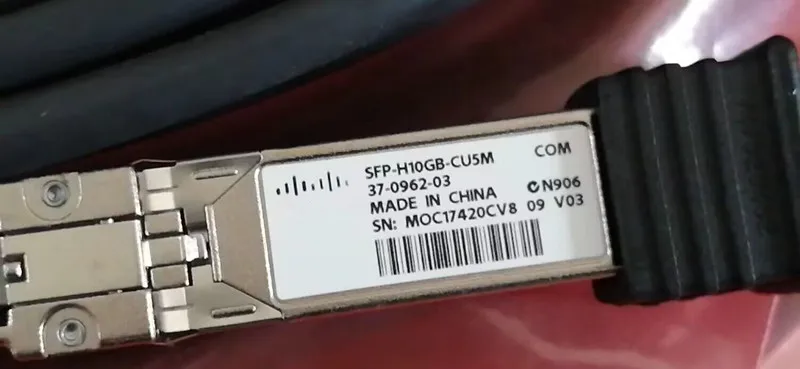 SFP-H10GB-CU5M COM
37-0962-03
MADE IN CHINA N906
SN: MOC17420CV8 09 V03